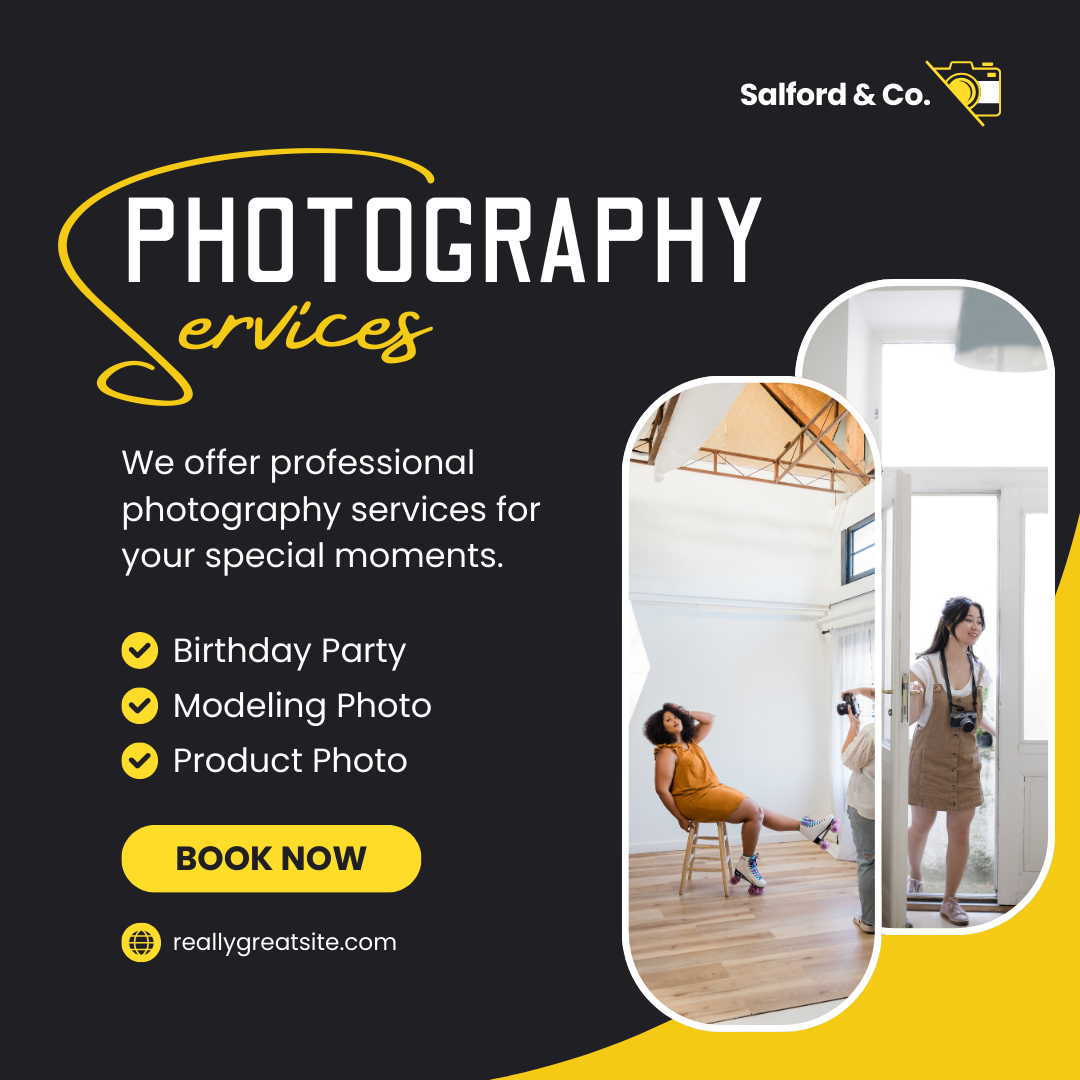 Salford & Co.
PHOTOGRAPHY
Services
We offer professional
photography services for
your special moments.
Birthday Party
Modeling Photo
Product Photo
BOOK NOW
reallygreatsite.com